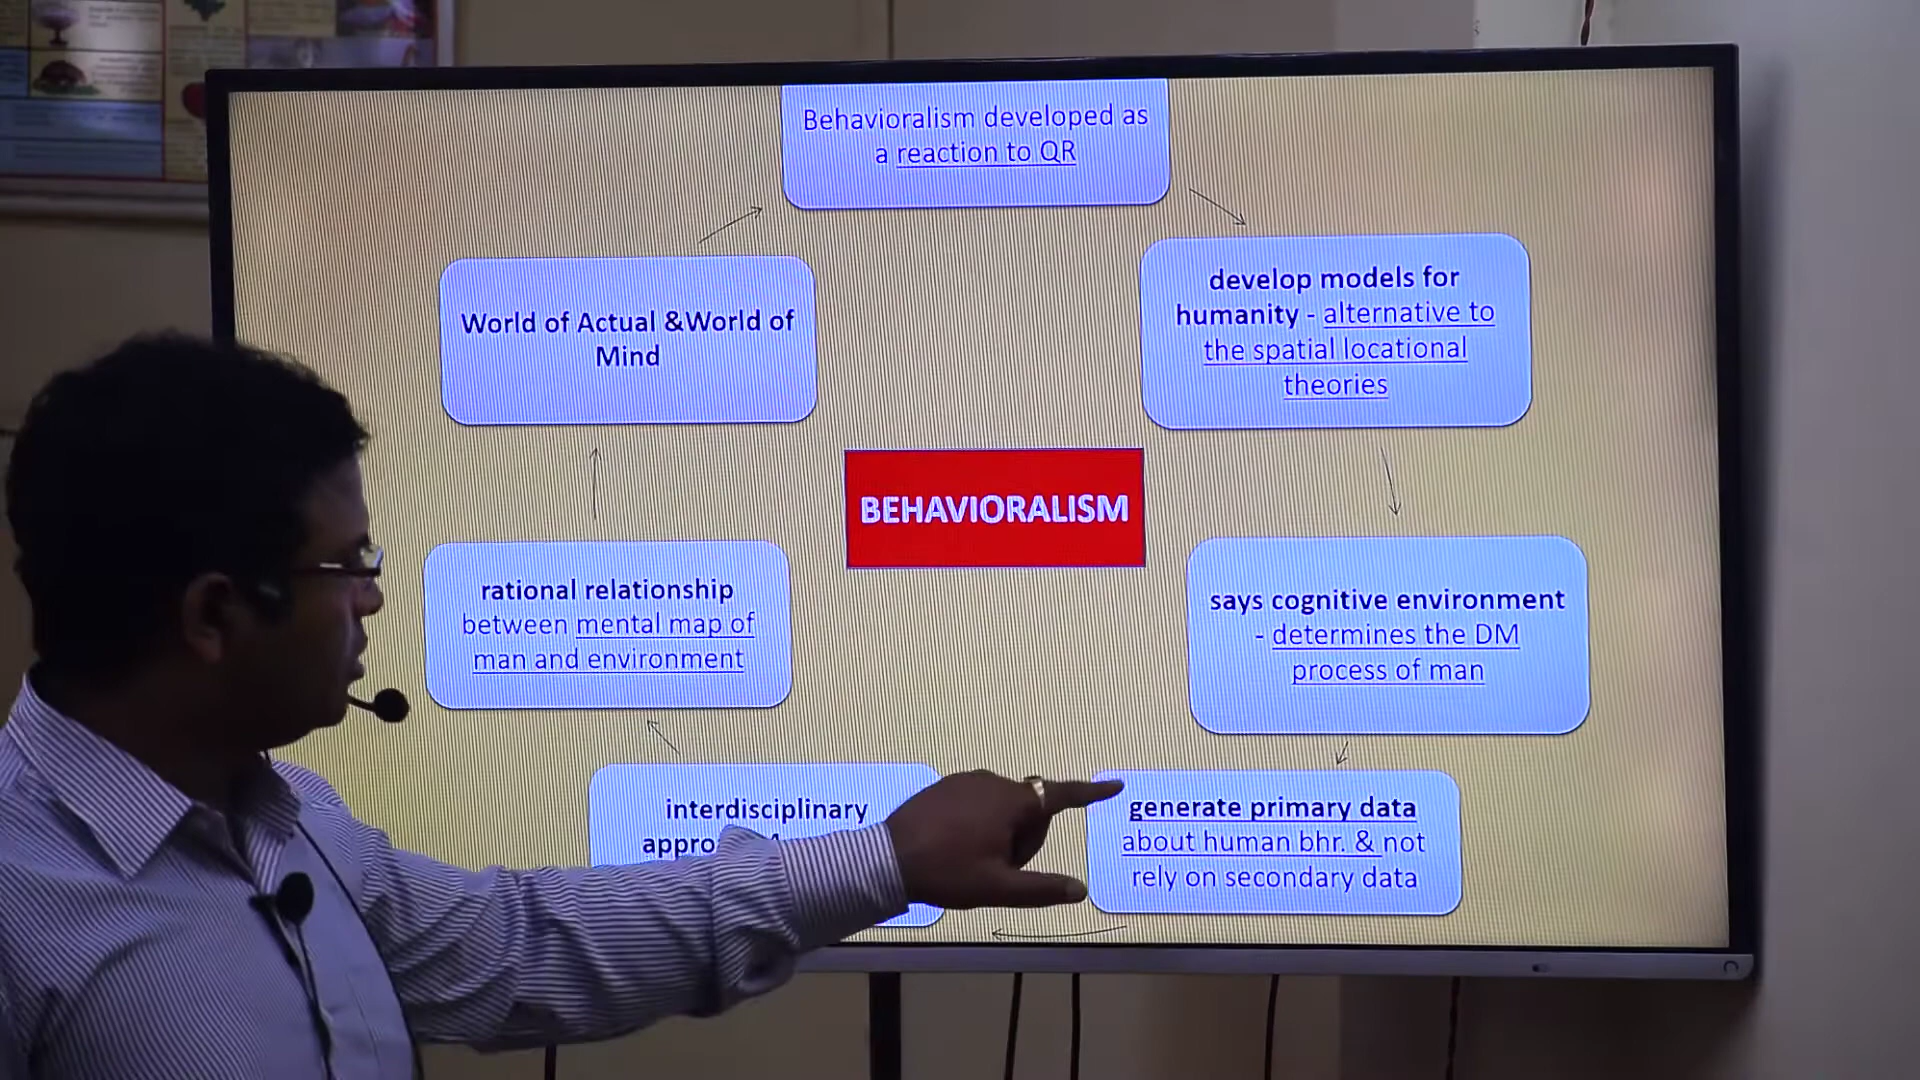 Behavioralism developed as
a reaction to QR
develop models for
humanity - alternative to
the spatial locational
theories
says cognitive environment
- determines the DM
process of man
generate primary data
about human bhr. & not
rely on secondary data
interdisciplinary
rational relationship
between mental map of
man and environment
World of Actual &World of
Mind
BEHAVIORALISM